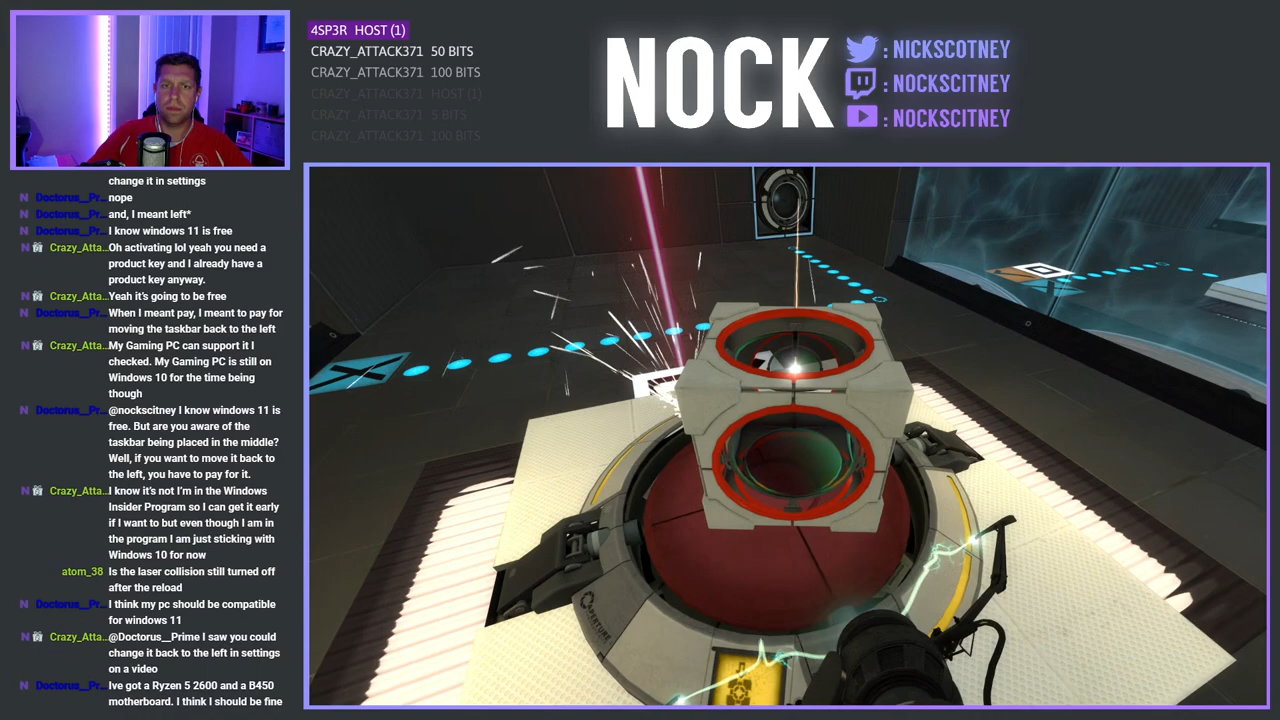 4SP3R HOST (1)
CRAZY_ATTACK371 50 BITS
CRAZY_ATTACK371 100 BITS
CRAZY_ATTACK371 HOST (1)
CRAZY_ATTACK371 5 BITS
CRAZY_ATTACK371 100 BITS
NOCK
: NICKSCOTNEY
: NOCKSCITNEY
: NOCKSCITNEY
change it in settings
Doctorus__Pr... nope
Doctorus__Pr... and, I meant left*
Doctorus__Pr... I know windows 11 is free
Crazy_Atta... Oh activating lol yeah you need a
product key and I already have a
product key anyway.
Crazy_Atta... Yeah it's going to be free
Doctorus__Pr... When I meant pay, I meant to pay for
moving the taskbar back to the left
Crazy_Atta... My Gaming PC can support it I
checked. My Gaming PC is still on
Windows 10 for the time being
though
Doctorus__Pr... @nockscitney I know windows 11 is
free. But are you aware of the
taskbar being placed in the middle?
Well, if you want to move it back to
the left, you have to pay for it.
Crazy_Atta... I know it's not I'm in the Windows
Insider Program so I can get it early
if I want to but even though I am in
the program I am just sticking with
Windows 10 for now
atom_38 Is the laser collision still turned off
after the reload
Doctorus__Pr... I think my pc should be compatible
for windows 11
Crazy_Atta... @Doctorus__Prime I saw you could
change it back to the left in settings
on a video
Doctorus__Pr... Ive got a Ryzen 5 2600 and a B450
motherboard. I think I should be fine
APERTURE